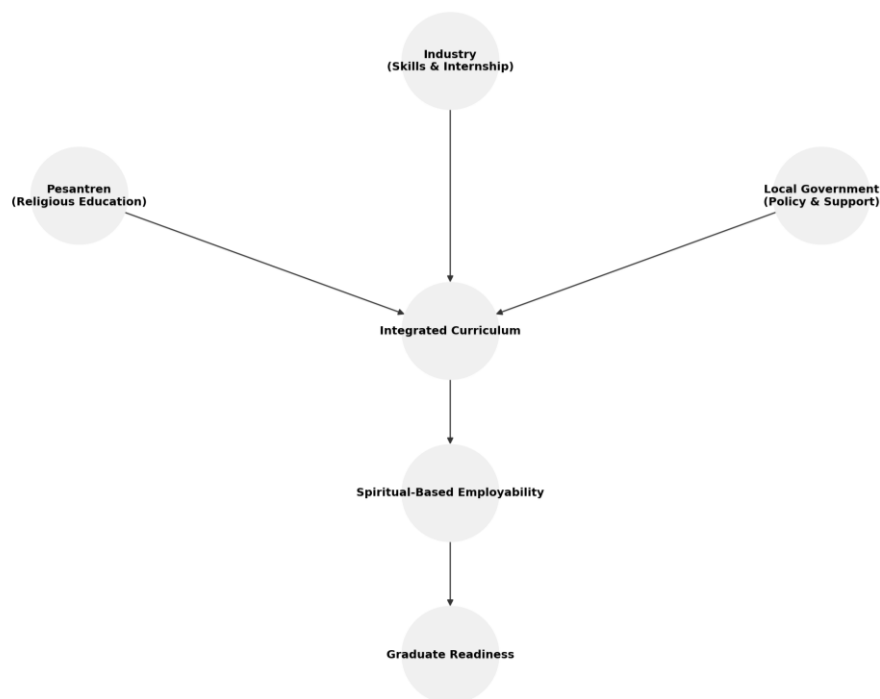 Industry
(Skills & Internship)
Pesantren
(Religious Education)
Local Government
(Policy & Support)
Integrated Curriculum
Spiritual-Based Employability
Graduate Readiness